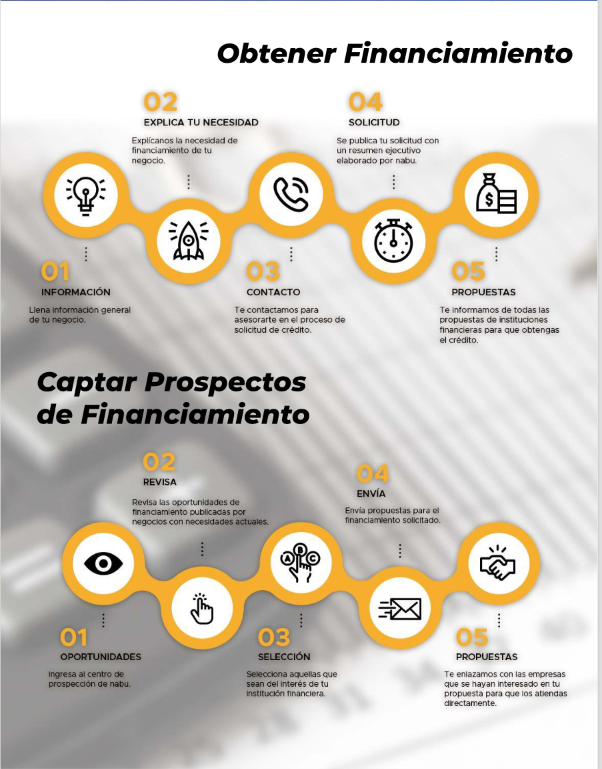 Obtener Financiamiento
01
INFORMACIÓN
Llena información general
de tu negocio.
02
EXPLICA TU NECESIDAD
Explícanos la necesidad de
financiamiento de tu
negocio.
03
CONTACTO
Te contactamos para
asesorarte en el proceso de
solicitud de crédito.
04
SOLICITUD
Se publica tu solicitud con
un resumen ejecutivo
elaborado por nabu.
05
PROPUESTAS
Te informamos de todas las
propuestas de instituciones
financieras para que obtengas
el crédito.
$
Captar Prospectos
de Financiamiento
01
OPORTUNIDADES
Ingresa al centro de
prospección de nabu.
02
REVISA
Revisa las oportunidades de
financiamiento publicadas por
negocios con necesidades actuales.
03
SELECCIÓN
Selecciona aquellas que
sean del interés de tu
institución financiera.
A B C
04
ENVÍA
Envía propuestas para el
financiamiento solicitado.
05
PROPUESTAS
Te enlazamos con las empresas
que se hayan interesado en tu
propuesta para que los atiendas
directamente.